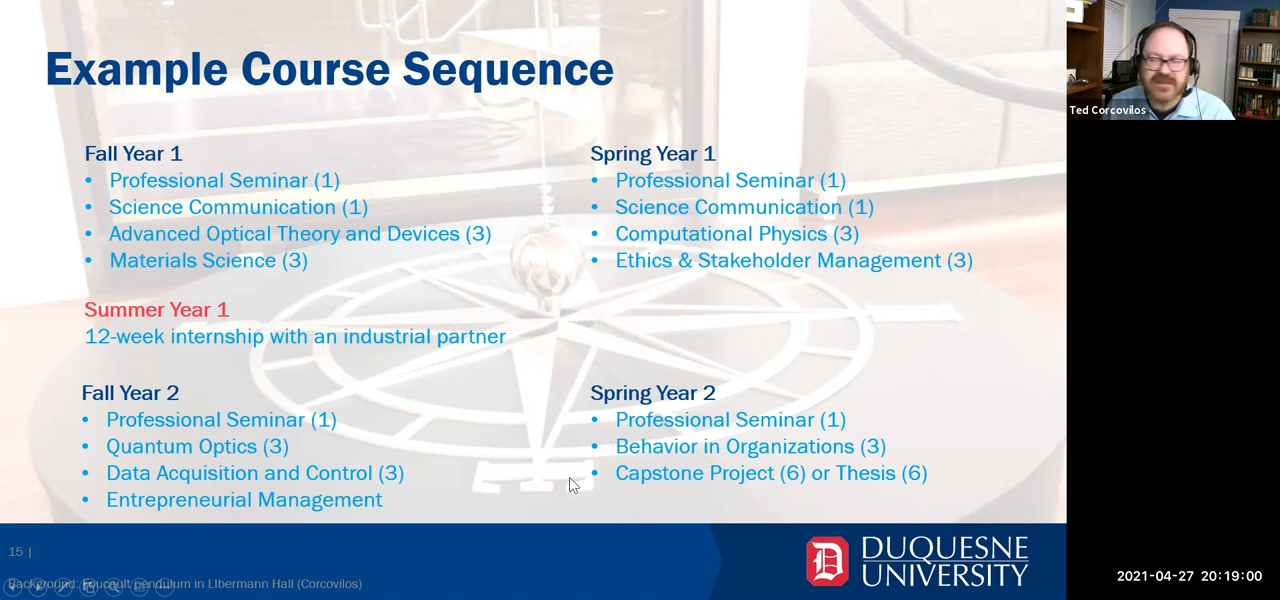 Example Course Sequence
Fall Year 1
• Professional Seminar (1)
• Science Communication (1)
• Advanced Optical Theory and Devices (3)
• Materials Science (3)
Spring Year 1
• Professional Seminar (1)
• Science Communication (1)
• Computational Physics (3)
• Ethics & Stakeholder Management (3)
Summer Year 1
12-week internship with an industrial partner
Fall Year 2
• Professional Seminar (1)
• Quantum Optics (3)
• Data Acquisition and Control (3)
• Entrepreneurial Management
Spring Year 2
• Professional Seminar (1)
• Behavior in Organizations (3)
• Capstone Project (6) or Thesis (6)
15 |
Background: Foucault pendulum in LIbermann Hall (Corcovilos)
D
DUQUESNE
UNIVERSITY
Ted Corcovilos
2021-04-27 20:19:00